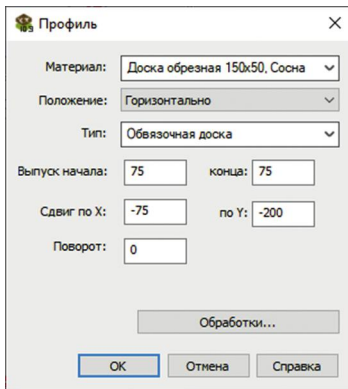 Профиль
Материал: Доска обрезная 150x50, Сосна
Положение: Горизонтально
Тип: Обвязочная доска
Выпуск начала: 75 конца: 75
Сдвиг по X: -75 по Y: -200
Поворот: 0
Обработки...
ОК Отмена Справка